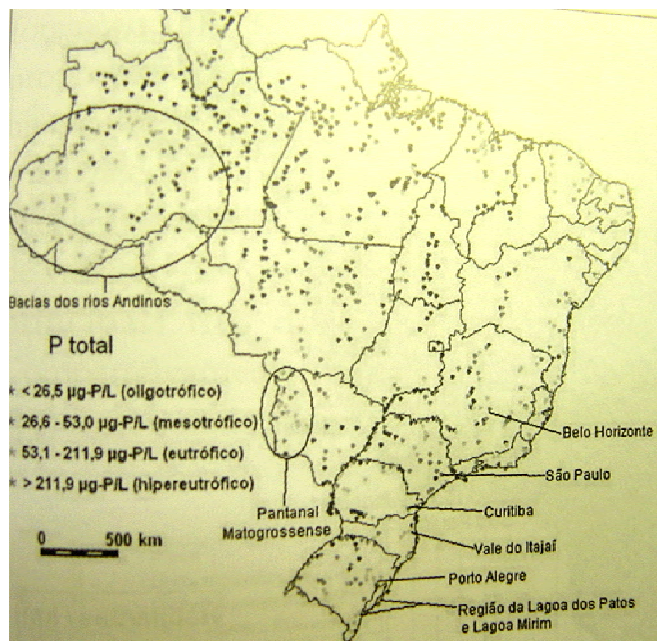 Bacias dos rios Andinos
P total
< 26,5 µg-P/L (oligotrófico)
26,6 - 53,0 µg-P/L (mesotrófico)
53,1 - 211,9 µg-P/L (eutrófico)
> 211,9 µg-P/L (hipereutrófico)
0 500 km
Pantanal
Matogrossense
Belo Horizonte
São Paulo
Curitiba
Vale do Itajaí
Porto Alegre
Região da Lagoa dos Patos
e Lagoa Mirim